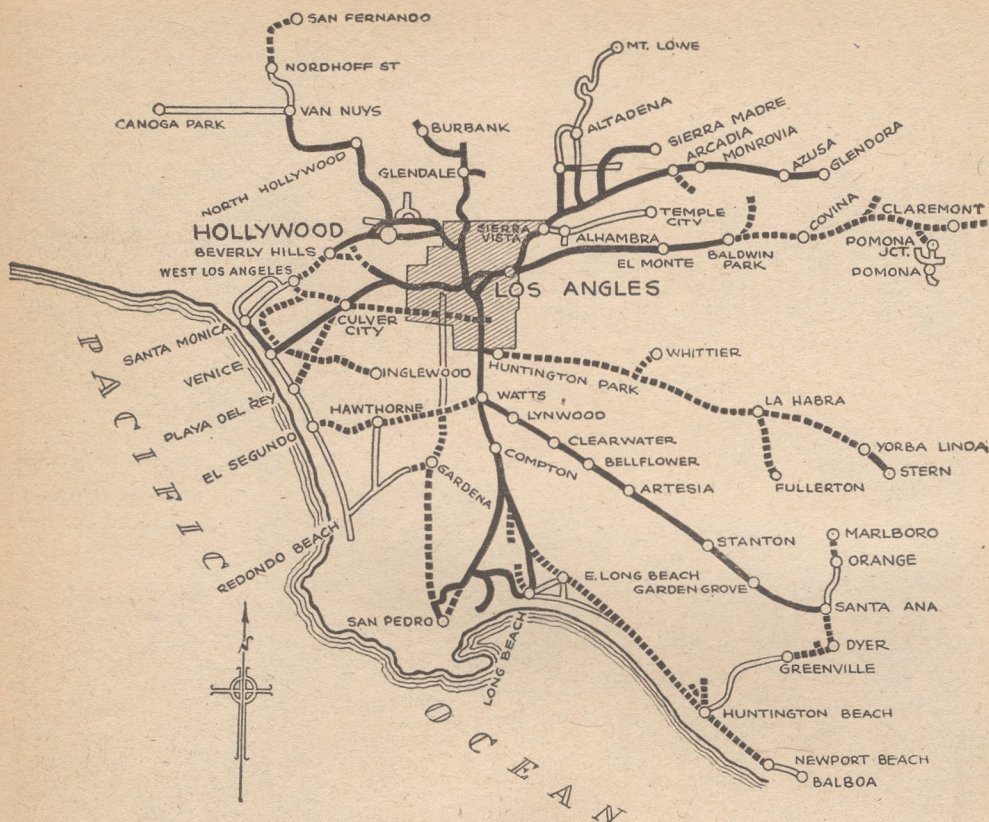 SAN FERNANDO
NORDHOFF ST
MT. LOWE
CANOGA PARK
VAN NUYS
BURBANK
ALTADENA
SIERRA MADRE
ARCADIA
MONROVIA
AZUSA
GLENDORA
NORTH HOLLYWOOD
GLENDALE
HOLLYWOOD
BEVERLY HILLS
WEST LOS ANGELES
SIERRA
VISTA
TEMPLE
CITY
ALHAMBRA
EL MONTE
BALDWIN
PARK
COVINA
CLAREMONT
POMONA
JCT.
POMONA
LOS ANGLES
SANTA MONICA
CULVER
CITY
VENICE
INGLEWOOD
HUNTINGTON PARK
WHITTIER
PLAYA DEL REY
HAWTHORNE
WATTS
LYNWOOD
LA HABRA
EL SEGUNDO
CLEARWATER
YORBA LINDA
COMPTON
BELLFLOWER
STERN
GARDENA
ARTESIA
FULLERTON
REDONDO BEACH
STANTON
MARLBORO
ORANGE
E. LONG BEACH
GARDEN GROVE
SANTA ANA
SAN PEDRO
LONG BEACH
DYER
GREENVILLE
N
HUNTINGTON BEACH
NEWPORT BEACH
BALBOA
PACIFIC
OCEAN